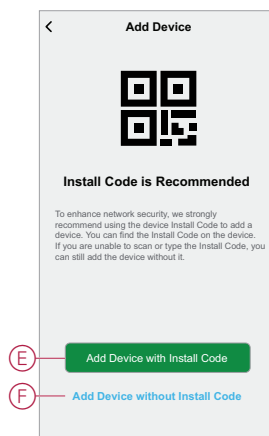 Add Device
Install Code is Recommended
To enhance network security, we strongly
recommend using the device Install Code to add a
device. You can find the Install Code on the device.
If you are unable to scan or type the Install Code, you
can still add the device without it.
E
Add Device with Install Code
F
Add Device without Install Code